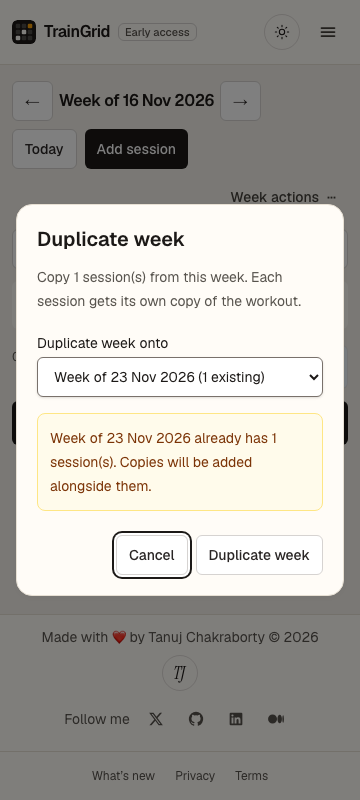 TrainGrid
Early access
←
Week of 16 Nov 2026
→
Today
Add session
Week actions ···
Duplicate week
Copy 1 session(s) from this week. Each
session gets its own copy of the workout.
Duplicate week onto
Week of 23 Nov 2026 (1 existing)
Week of 23 Nov 2026 already has 1
session(s). Copies will be added
alongside them.
Cancel
Duplicate week
Made with ❤️ by Tanuj Chakraborty © 2026
TJ
Follow me
What's new
Privacy
Terms